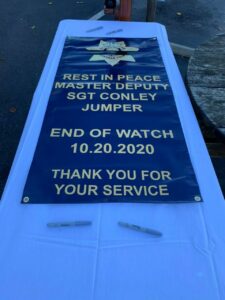 REST IN PEACE
MASTER DEPUTY
SGT CONLEY
JUMPER
END OF WATCH
10.20.2020
THANK YOU FOR
YOUR SERVICE